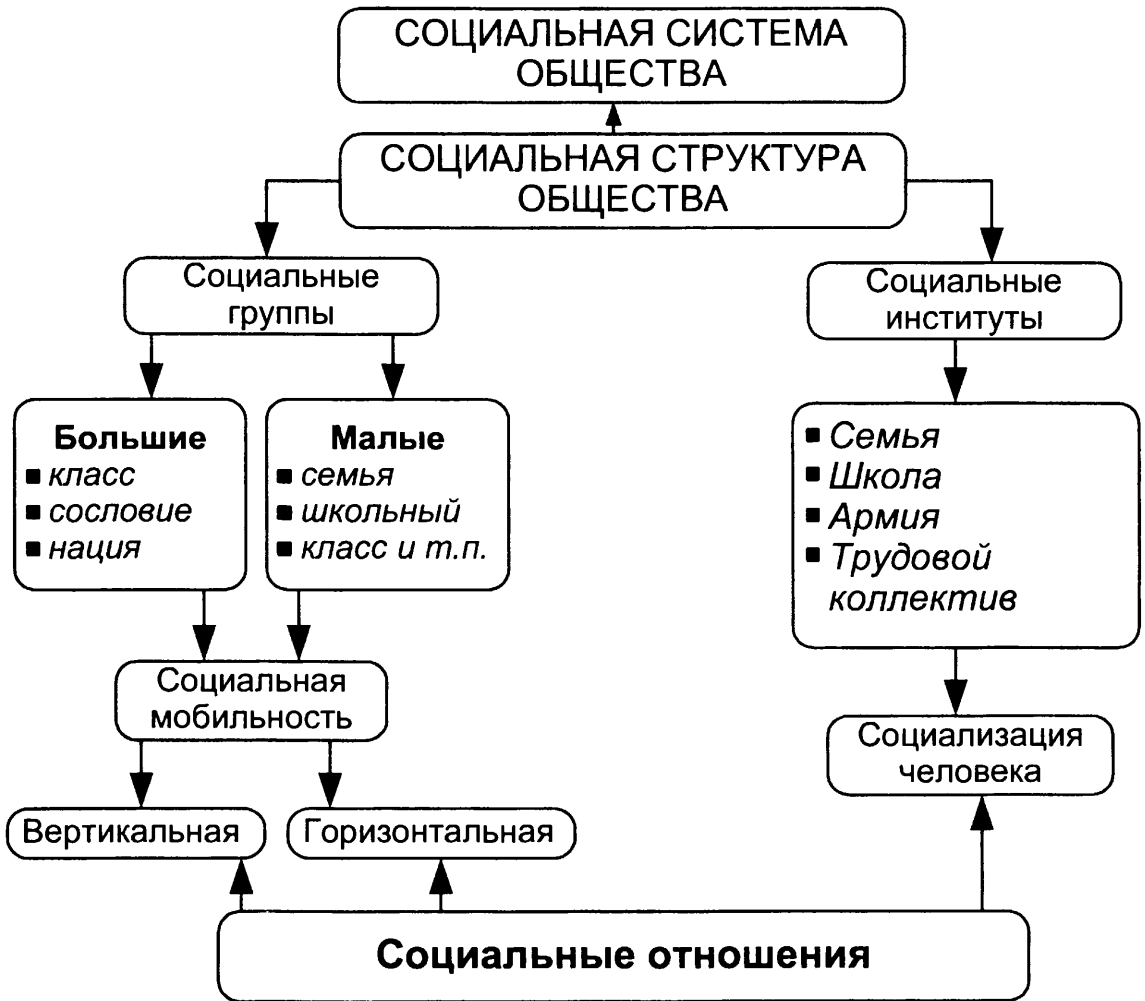 СОЦИАЛЬНАЯ СИСТЕМА
ОБЩЕСТВА
СОЦИАЛЬНАЯ СТРУКТУРА
ОБЩЕСТВА
Социальные
группы
Социальные
институты
Большие
▪ класс
▪ сословие
▪ нация
Малые
▪ семья
▪ школьный
▪ класс и т.п.
▪ Семья
▪ Школа
▪ Армия
▪ Трудовой
коллектив
Социальная
мобильность
Социализация
человека
Вертикальная
Горизонтальная
Социальные отношения